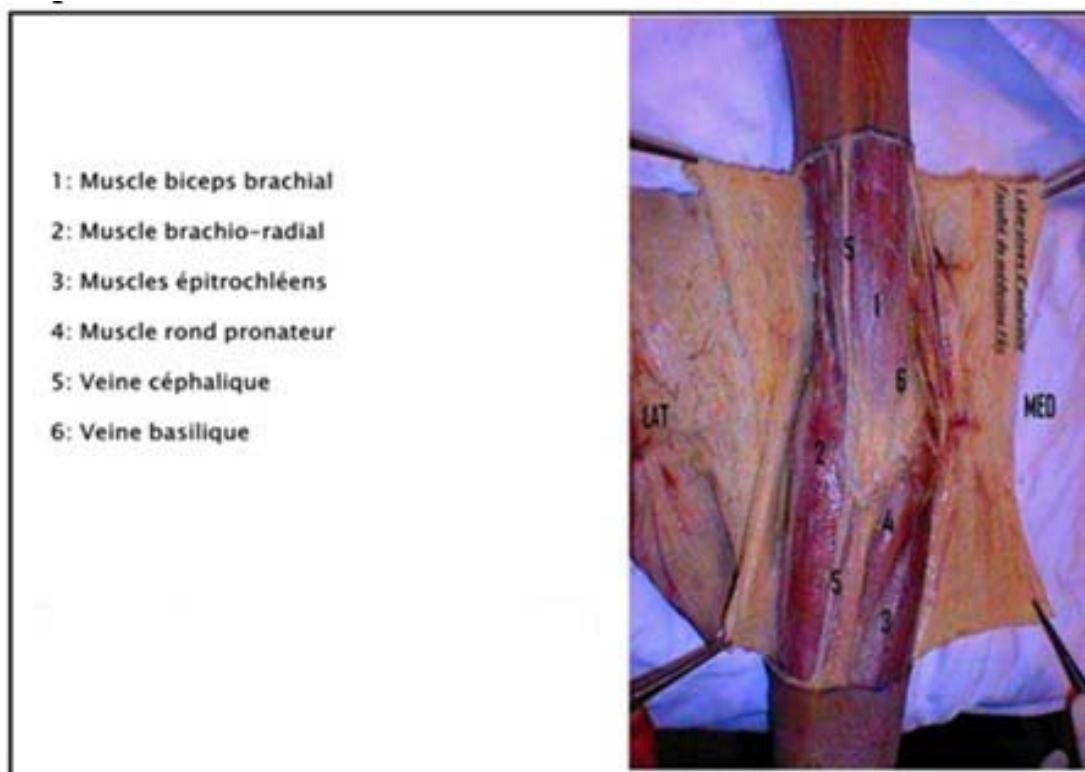 1: Muscle biceps brachial
2: Muscle brachio-radial
3: Muscles épitrochléens
4: Muscle rond pronateur
5: Veine céphalique
6: Veine basilique
5
1
6
LAT
MED
2
4
5
3